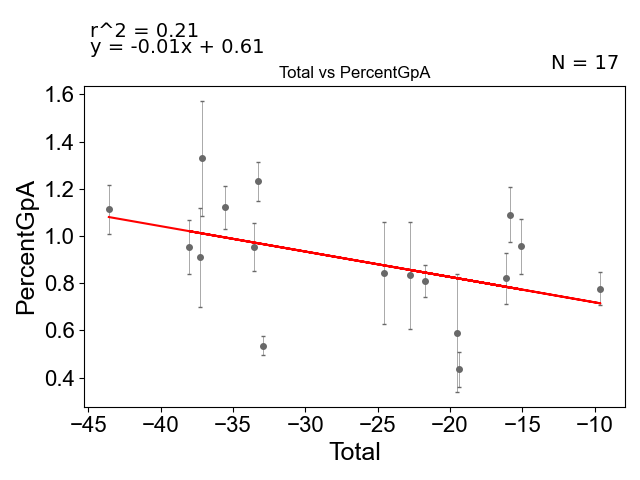 r^2 = 0.21
y = -0.01x + 0.61
N = 17
Total vs PercentGpA
PercentGpA
1.6
1.4
1.2
1.0
0.8
0.6
0.4
−45 −40 −35 −30 −25 −20 −15 −10
Total